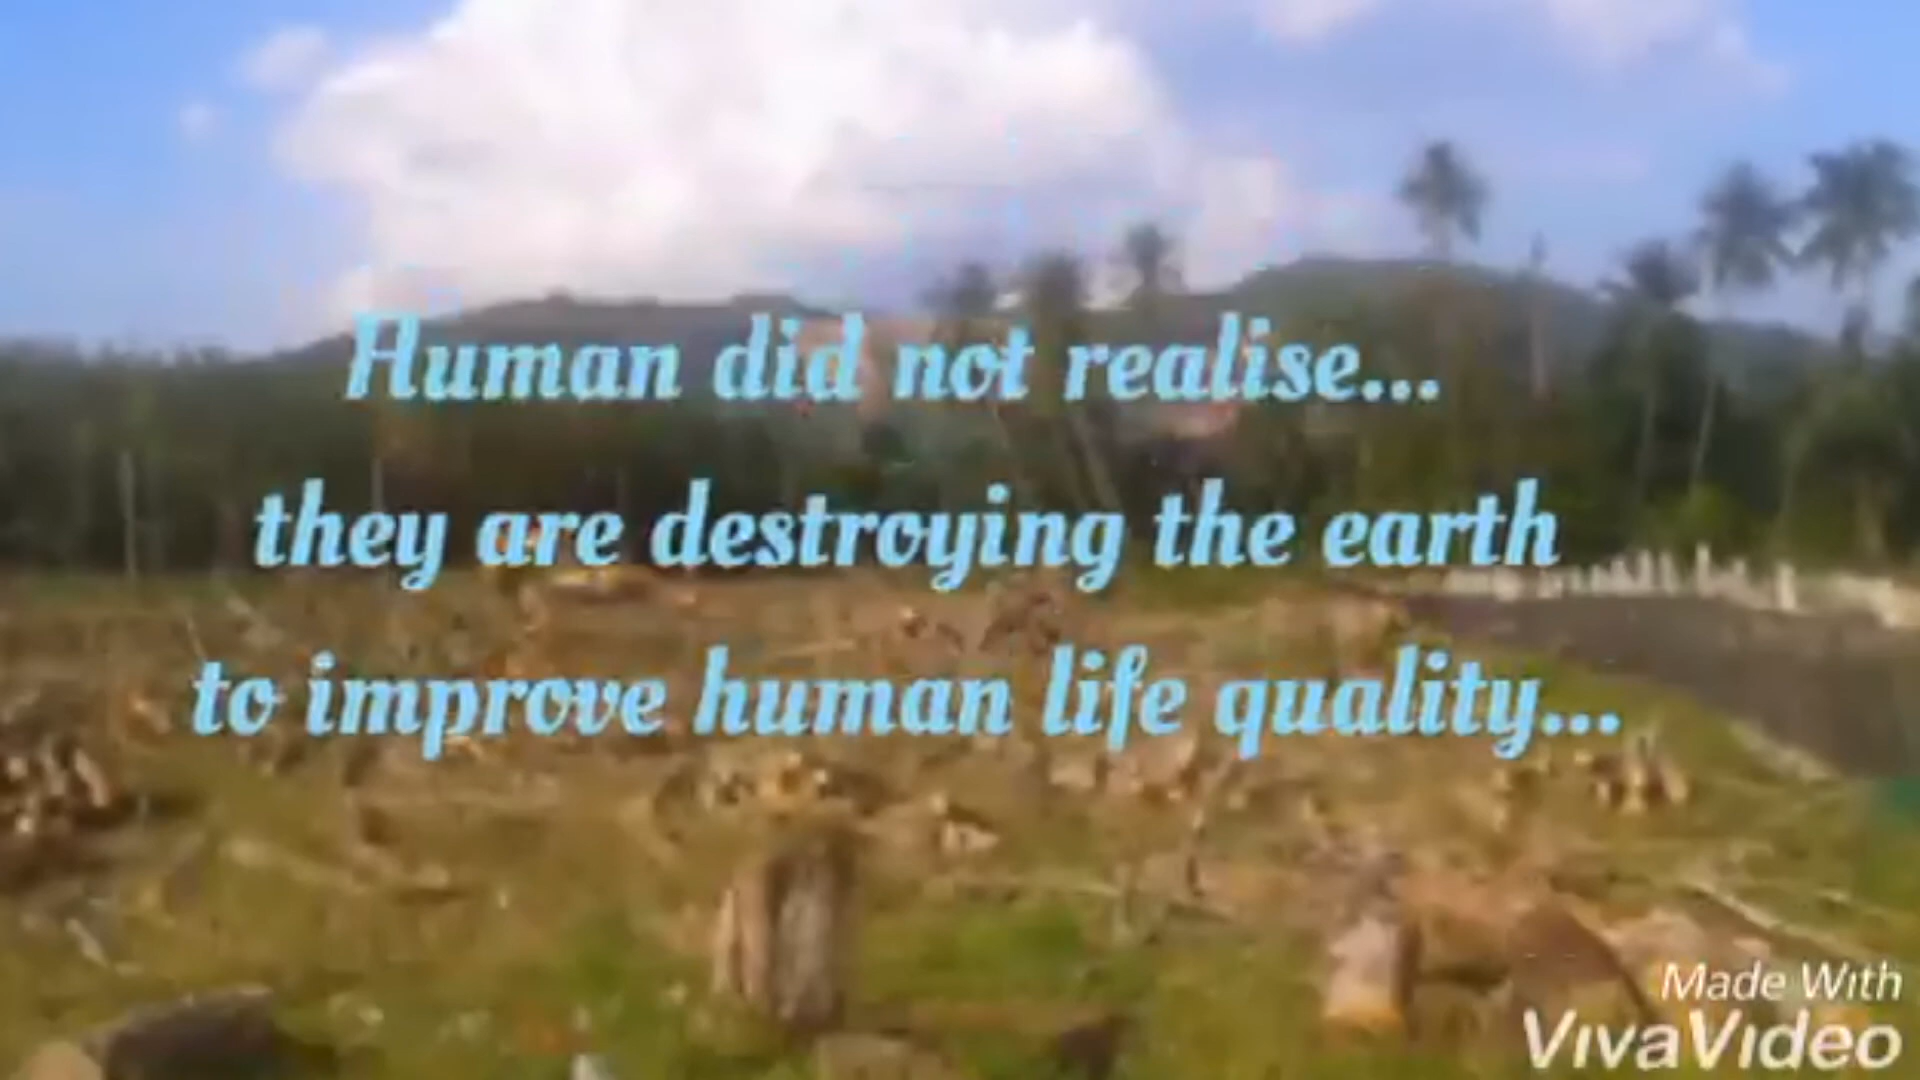 Human did not realise...
they are destroying the earth
to improve human life quality...
Made With
VivaVideo